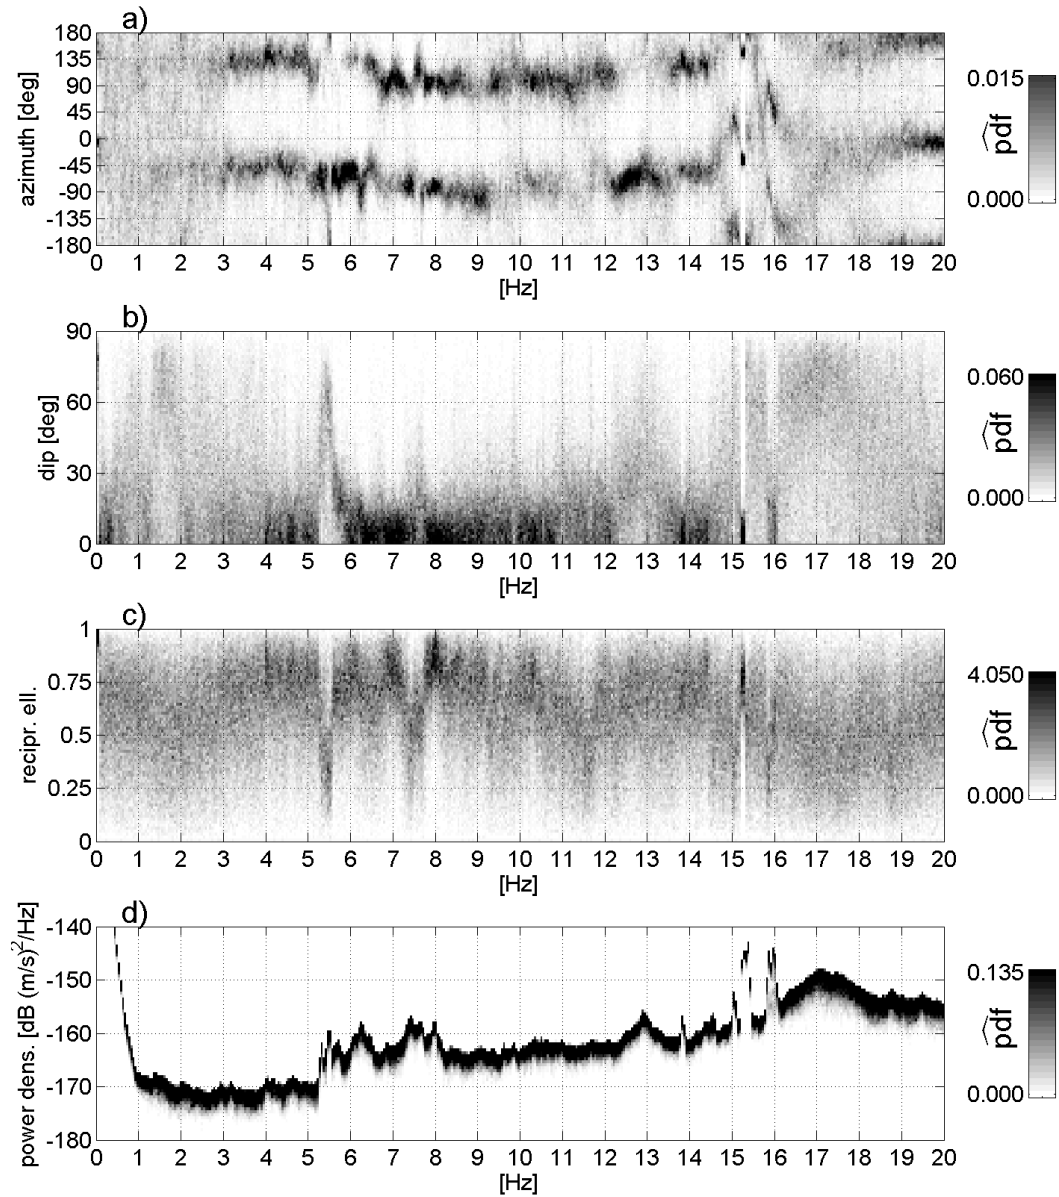 a)
180
135
90
45
0
-45
-90
-135
-180
azimuth [deg]
0 1 2 3 4 5 6 7 8 9 10 11 12 13 14 15 16 17 18 19 20
[Hz]
0.015
0.000
pdf
b)
90
60
30
0
dip [deg]
0 1 2 3 4 5 6 7 8 9 10 11 12 13 14 15 16 17 18 19 20
[Hz]
0.060
0.000
pdf
c)
1
0.75
0.5
0.25
0
recipr. ell.
0 1 2 3 4 5 6 7 8 9 10 11 12 13 14 15 16 17 18 19 20
[Hz]
4.050
0.000
pdf
d)
-140
-150
-160
-170
-180
power dens. [dB (m/s)²/Hz]
0 1 2 3 4 5 6 7 8 9 10 11 12 13 14 15 16 17 18 19 20
[Hz]
0.135
0.000
pdf